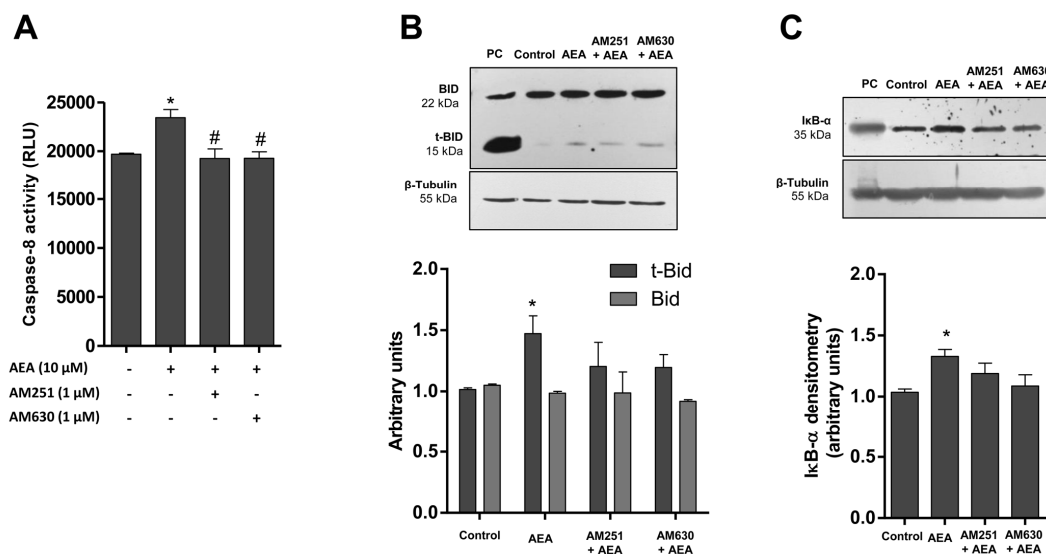 A
25000
20000
15000
10000
5000
0
Caspase-8 activity (RLU)
*
#
#
AEA (10 μM) - + + +
AM251 (1 μM) - - + -
AM630 (1 μM) - - - +
B
PC Control AEA AM251 + AEA AM630 + AEA
BID
22 kDa
t-BID
15 kDa
β-Tubulin
55 kDa
2.0
1.5
1.0
0.5
0.0
Arbitrary units
t-Bid
Bid
*
Control AEA AM251 + AEA AM630 + AEA
C
PC Control AEA AM251 + AEA AM630 + AEA
IκB-α
35 kDa
β-Tubulin
55 kDa
2.0
1.5
1.0
0.5
0.0
IκB-α densitometry
(arbitrary units)
*
Control AEA AM251 + AEA AM630 + AEA